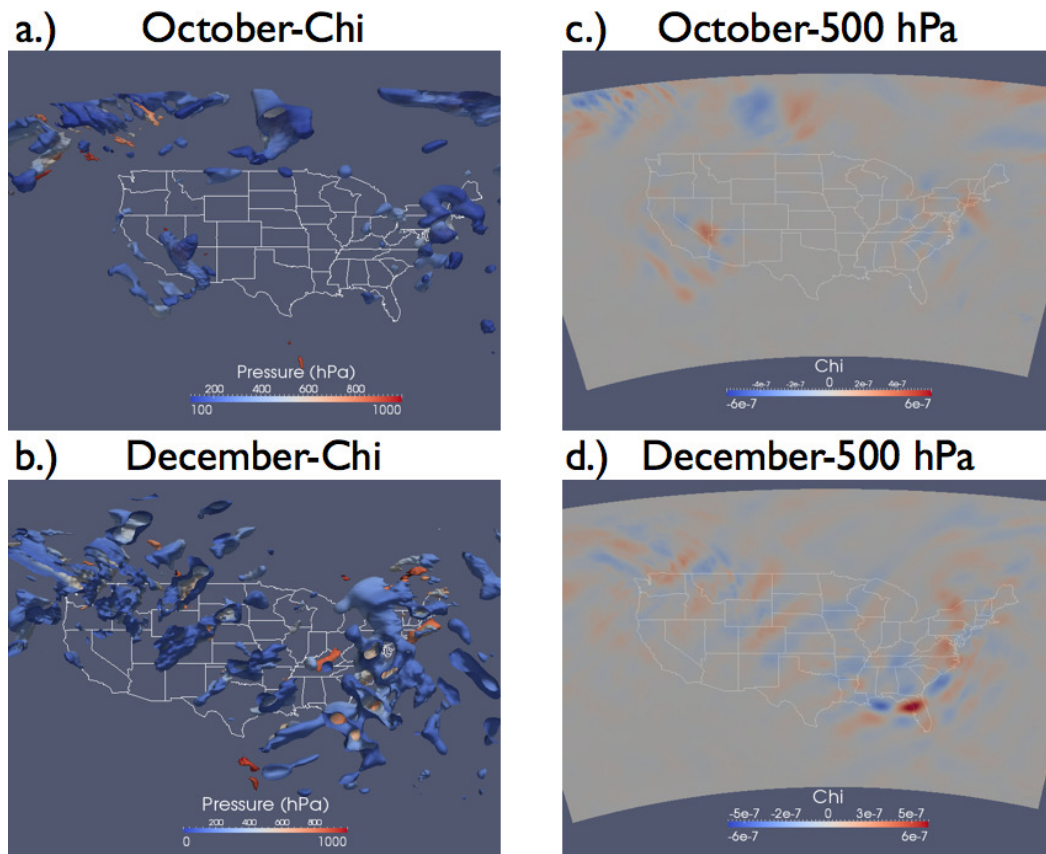 a.) October-Chi
Pressure (hPa)
200 400 600 800
100 1000
c.) October-500 hPa
Chi
-4e-7 -2e-7 0 2e-7 4e-7
-6e-7 6e-7
b.) December-Chi
Pressure (hPa)
200 400 600 800
0 1000
d.) December-500 hPa
Chi
-5e-7 -2e-7 0 3e-7 5e-7
-6e-7 6e-7